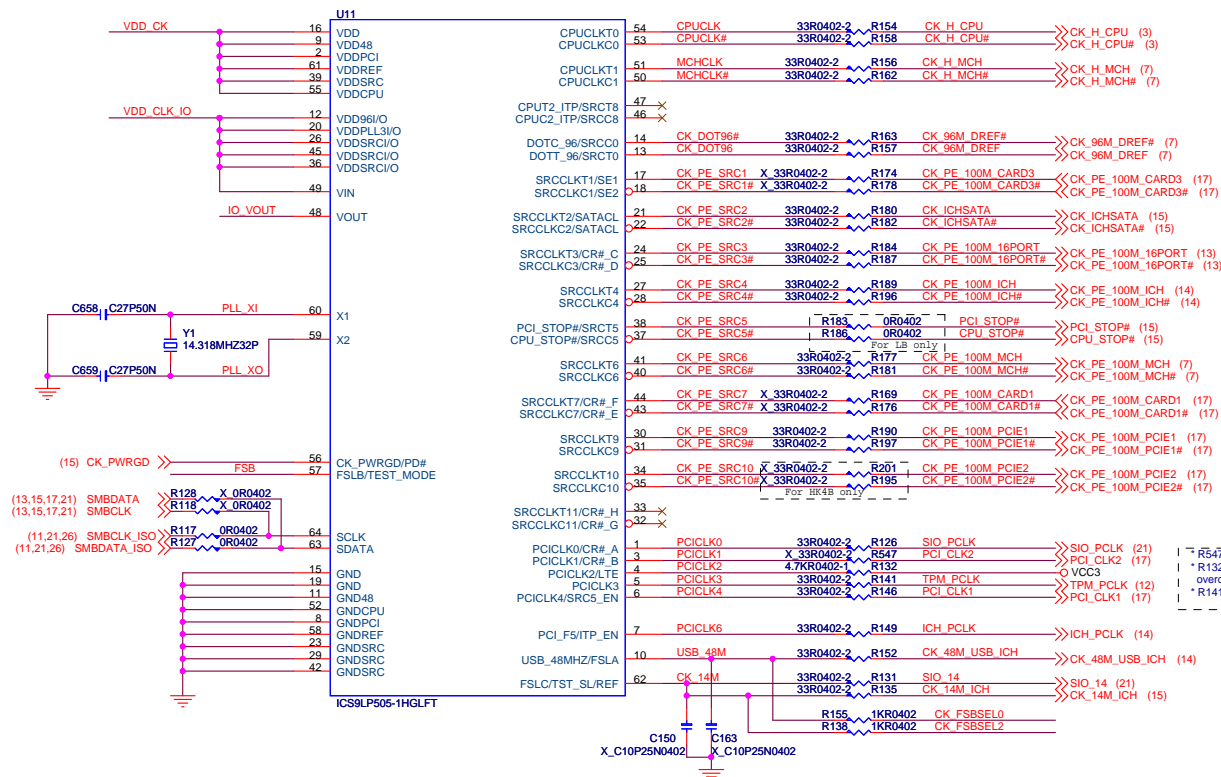 U11
VDD_CK 16 VDD CPUCLKT0 54 CPUCLK 33R0402-2 R154 CK_H_CPU CK_H_CPU (3)
9 VDD48 CPUCLKC0 53 CPUCLK# 33R0402-2 R158 CK_H_CPU# CK_H_CPU# (3)
2 VDDPCI
61 VDDREF CPUCLKT1 51 MCHCLK 33R0402-2 R156 CK_H_MCH CK_H_MCH (7)
39 VDDSRC CPUCLKC1 50 MCHCLK# 33R0402-2 R162 CK_H_MCH# CK_H_MCH# (7)
55 VDDCPU
CPUT2_ITP/SRCT8 47
VDD_CLK_IO 12 VDD96I/O CPUC2_ITP/SRCC8 46
20 VDDPLL3I/O
26 VDDSRCI/O DOTC_96/SRCC0 14 CK_DOT96# 33R0402-2 R163 CK_96M_DREF# CK_96M_DREF# (7)
45 VDDSRCI/O DOTT_96/SRCT0 13 CK_DOT96 33R0402-2 R157 CK_96M_DREF CK_96M_DREF (7)
36 VDDSRCI/O
SRCCLKT1/SE1 17 CK_PE_SRC1 X_33R0402-2 R174 CK_PE_100M_CARD3 CK_PE_100M_CARD3 (17)
49 VIN SRCCLKC1/SE2 18 CK_PE_SRC1# X_33R0402-2 R178 CK_PE_100M_CARD3# CK_PE_100M_CARD3# (17)
IO_VOUT 48 VOUT SRCCLKT2/SATACL 21 CK_PE_SRC2 33R0402-2 R180 CK_ICHSATA CK_ICHSATA (15)
SRCCLKC2/SATACL 22 CK_PE_SRC2# 33R0402-2 R182 CK_ICHSATA# CK_ICHSATA# (15)
SRCCLKT3/CR#_C 24 CK_PE_SRC3 33R0402-2 R184 CK_PE_100M_16PORT CK_PE_100M_16PORT (13)
SRCCLKC3/CR#_D 25 CK_PE_SRC3# 33R0402-2 R187 CK_PE_100M_16PORT# CK_PE_100M_16PORT# (13)
SRCCLKT4 27 CK_PE_SRC4 33R0402-2 R189 CK_PE_100M_ICH CK_PE_100M_ICH (14)
SRCCLKC4 28 CK_PE_SRC4# 33R0402-2 R196 CK_PE_100M_ICH# CK_PE_100M_ICH# (14)
C658 C27P50N PLL_XI 60 X1
PCI_STOP#/SRCT5 38 CK_PE_SRC5 R183 0R0402 PCI_STOP# PCI_STOP# (15)
Y1
14.318MHZ32P
59 X2 CPU_STOP#/SRCC5 37 CK_PE_SRC5# R186 0R0402 CPU_STOP# CPU_STOP# (15)
For LB only
C659 C27P50N PLL_XO
SRCCLKT6 41 CK_PE_SRC6 33R0402-2 R177 CK_PE_100M_MCH CK_PE_100M_MCH (7)
SRCCLKC6 40 CK_PE_SRC6# 33R0402-2 R181 CK_PE_100M_MCH# CK_PE_100M_MCH# (7)
SRCCLKT7/CR#_F 44 CK_PE_SRC7 X_33R0402-2 R169 CK_PE_100M_CARD1 CK_PE_100M_CARD1 (17)
SRCCLKC7/CR#_E 43 CK_PE_SRC7# X_33R0402-2 R176 CK_PE_100M_CARD1# CK_PE_100M_CARD1# (17)
SRCCLKT9 30 CK_PE_SRC9 33R0402-2 R190 CK_PE_100M_PCIE1 CK_PE_100M_PCIE1 (17)
SRCCLKC9 31 CK_PE_SRC9# 33R0402-2 R197 CK_PE_100M_PCIE1# CK_PE_100M_PCIE1# (17)
(15) CK_PWRGD 56 CK_PWRGD/PD#
FSB 57 FSLB/TEST_MODE SRCCLKT10 34 CK_PE_SRC10 X_33R0402-2 R201 CK_PE_100M_PCIE2 CK_PE_100M_PCIE2 (17)
SRCCLKC10 35 CK_PE_SRC10# X_33R0402-2 R195 CK_PE_100M_PCIE2# CK_PE_100M_PCIE2# (17)
For HK4B only
(13,15,17,21) SMBDATA R128 X_0R0402
(13,15,17,21) SMBCLK R118 X_0R0402 SRCCLKT11/CR#_H 33
SRCCLKC11/CR#_G 32
(11,21,26) SMBCLK_ISO R117 0R0402 64 SCLK
(11,21,26) SMBDATA_ISO R127 0R0402 63 SDATA PCICLK0/CR#_A 1 PCICLK0 33R0402-2 R126 SIO_PCLK SIO_PCLK (21)
PCICLK1/CR#_B 3 PCICLK1 X_33R0402-2 R547 PCI_CLK2 PCI_CLK2 (17)
15 GND PCICLK2/LTE 4 PCICLK2 4.7KR0402-1 R132 VCC3
19 GND PCICLK3 5 PCICLK3 33R0402-2 R141 TPM_PCLK TPM_PCLK (12)
11 GND48 PCICLK4/SRC5_EN 6 PCICLK4 33R0402-2 R146 PCI_CLK1 PCI_CLK1 (17)
* R547
* R132
* R141
52 GNDCPU
8 GNDPCI
58 GNDREF PCI_F5/ITP_EN 7 PCICLK6 33R0402-2 R149 ICH_PCLK ICH_PCLK (14)
23 GNDSRC
29 GNDSRC USB_48MHZ/FSLA 10 USB_48M 33R0402-2 R152 CK_48M_USB_ICH CK_48M_USB_ICH (14)
42 GNDSRC
FSLC/TST_SL/REF 62 CK_14M 33R0402-2 R131 SIO_14 SIO_14 (21)
33R0402-2 R135 CK_14M_ICH CK_14M_ICH (15)
ICS9LP505-1HGLFT
R155 1KR0402 CK_FSBSEL0
R138 1KR0402 CK_FSBSEL2
C150 C163
X_C10P25N0402 X_C10P25N0402